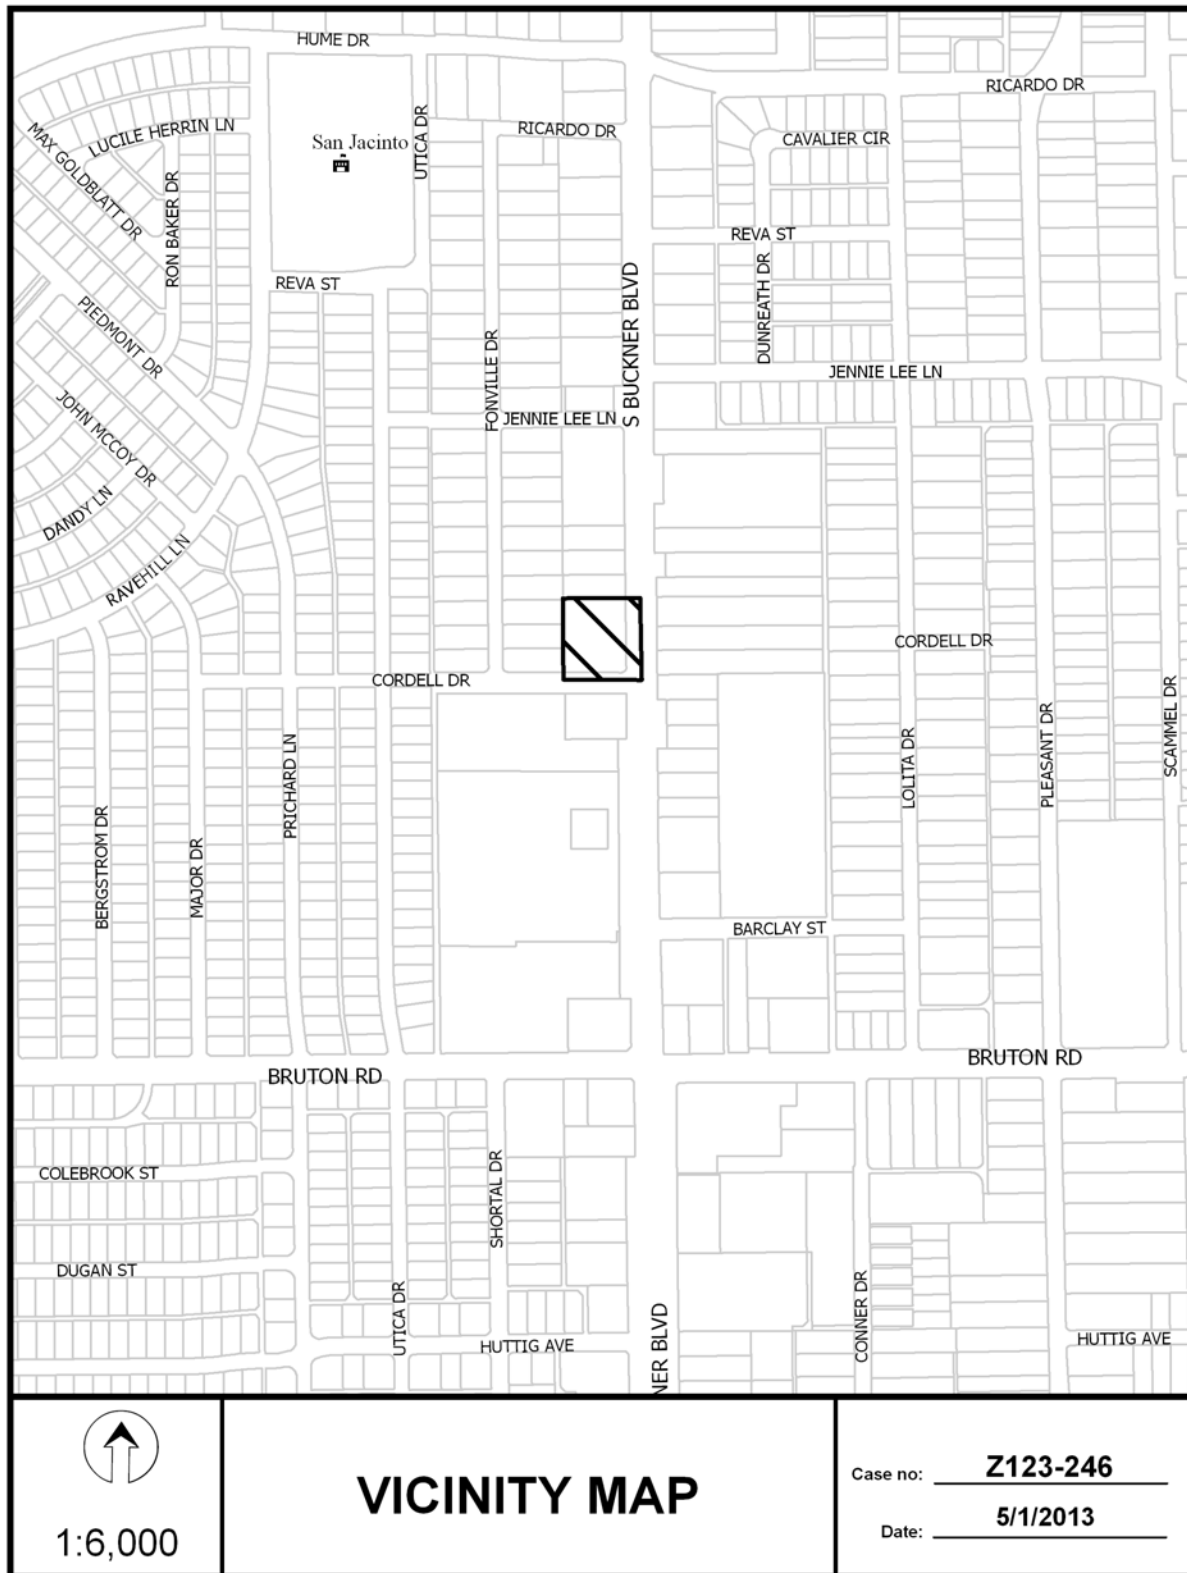 HUME DR
RICARDO DR
LUCILE HERRIN LN
MAX GOLDBLATT DR
San Jacinto
UTICA DR
RICARDO DR
CAVALIER CIR
RON BAKER DR
REVA ST
REVA ST
DUNREATH DR
S BUCKNER BLVD
PIEDMONT DR
FONVILLE DR
JENNIE LEE LN
JENNIE LEE LN
JOHN MCCOY DR
DANDY LN
RAVEHILL LN
CORDELL DR
CORDELL DR
SCAMMEL DR
PLEASANT DR
LOLITA DR
PRICHARD LN
BERGSTROM DR
MAJOR DR
BARCLAY ST
BRUTON RD
BRUTON RD
COLEBROOK ST
SHORTAL DR
DUGAN ST
UTICA DR
CONNER DR
NER BLVD
HUTTIG AVE
HUTTIG AVE
1:6,000
VICINITY MAP
Case no: Z123-246
Date: 5/1/2013